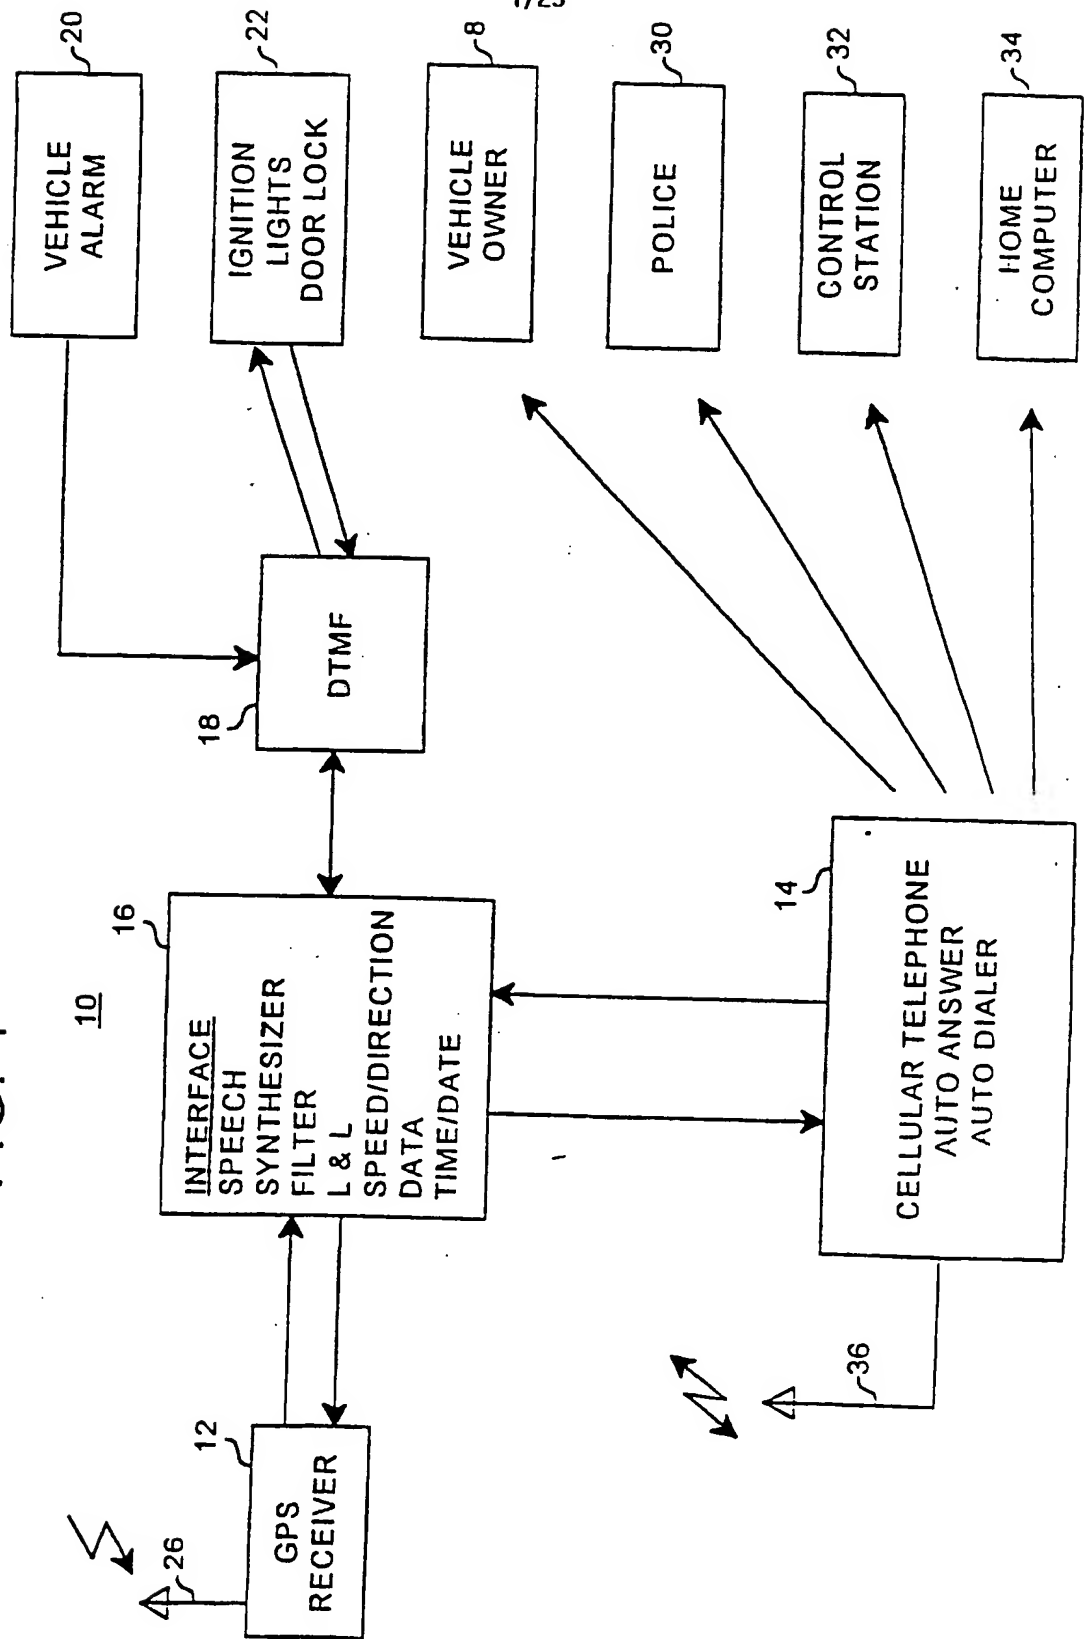 1/25
10
16
INTERFACE
SPEECH
SYNTHESIZER
FILTER
L & L
SPEED/DIRECTION
DATA
TIME/DATE
12
GPS
RECEIVER
26
18
DTMF
20
VEHICLE
ALARM
22
IGNITION
LIGHTS
DOOR LOCK
8
VEHICLE
OWNER
30
POLICE
32
CONTROL
STATION
34
HOME
COMPUTER
14
CELLULAR TELEPHONE
AUTO ANSWER
AUTO DIALER
36